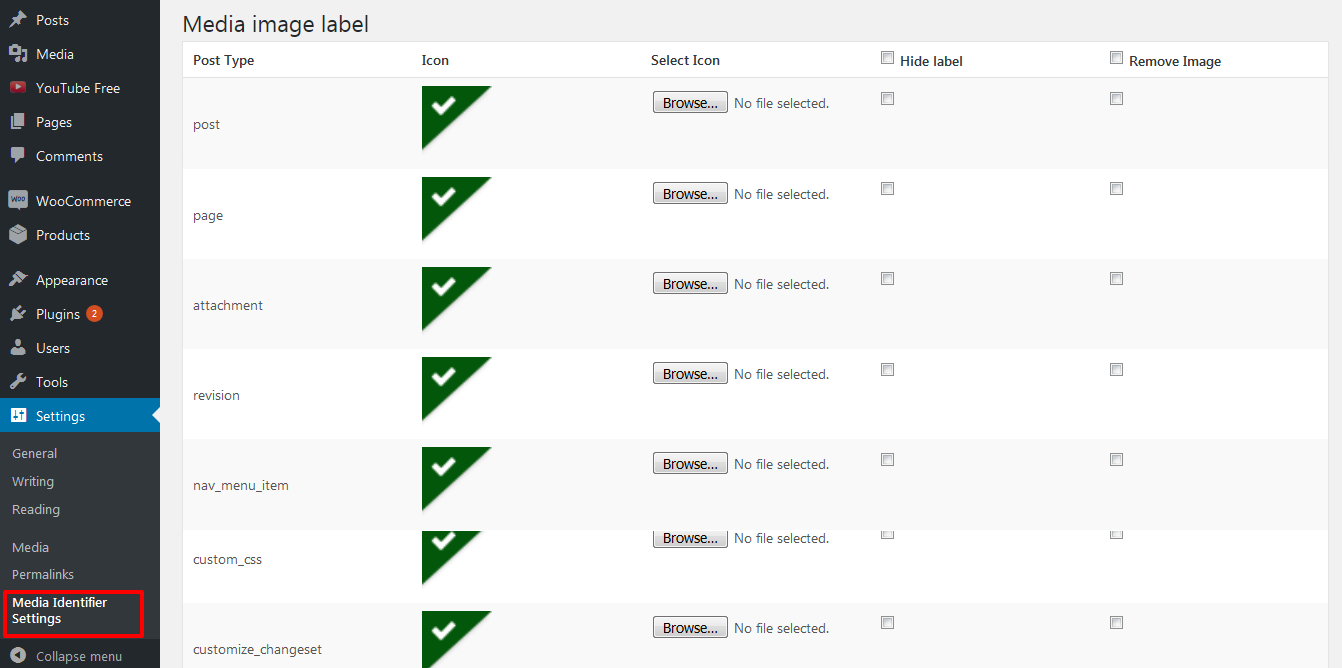 Posts
Media
YouTube Free
Pages
Comments
WOO WooCommerce
Products
Appearance
Plugins 2
Users
Tools
Settings
General
Writing
Reading
Media
Permalinks
Media Identifier
Settings
Collapse menu
Media image label
Post Type Icon Select Icon Hide label Remove Image
post Browse... No file selected.
page Browse... No file selected.
attachment Browse... No file selected.
revision Browse... No file selected.
nav_menu_item Browse... No file selected.
custom_css Browse... No file selected.
customize_changeset Browse... No file selected.